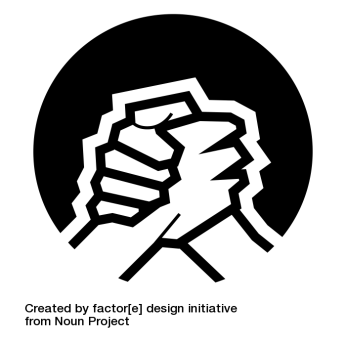 Created by factor[e] design initiative
from Noun Project